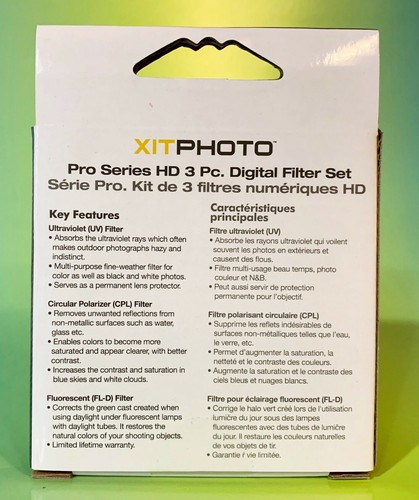 XITPHOTO™
Pro Series HD 3 Pc. Digital Filter Set
Série Pro. Kit de 3 filtres numériques HD
Key Features
Ultraviolet (UV) Filter
• Absorbs the ultraviolet rays which often
makes outdoor photographs hazy and
indistinct.
• Multi-purpose fine-weather filter for
color as well as black and white photos.
• Serves as a permanent lens protector.
Circular Polarizer (CPL) Filter
• Removes unwanted reflections from
non-metallic surfaces such as water,
glass etc.
• Enables colors to become more
saturated and appear clearer, with better
contrast.
• Increases the contrast and saturation in
blue skies and white clouds.
Fluorescent (FL-D) Filter
• Corrects the green cast created when
using daylight under fluorescent lamps
with daylight tubes. It restores the
natural colors of your shooting objects.
• Limited lifetime warranty.
Caractéristiques
principales
Filtre ultraviolet (UV)
• Absorbe les rayons ultraviolet qui voilent
souvent les photos en extérieurs et
causent des flous.
• Filtre multi-usage beau temps, photo
couleur et N&B.
• Peut aussi servir de protection
permanente pour l'objectif.
Filtre polarisant circulaire (CPL)
• Supprime les reflets indésirables de
surfaces non-métalliques telles que l'eau,
le verre, etc.
• Permet d'augmenter la saturation, la
netteté et le contraste des couleurs.
• Augmente la saturation et le contraste des
ciels bleus et nuages blancs.
Filtre pour éclairage fluorescent (FL-D)
• Corrige le halo vert créé lors de l'utilisation
lumière du jour sous des lampes
fluorescentes avec des tubes de lumière
du jour. Il restaure les couleurs naturelles
de vos objets de tir.
• Garantie à vie limitée.